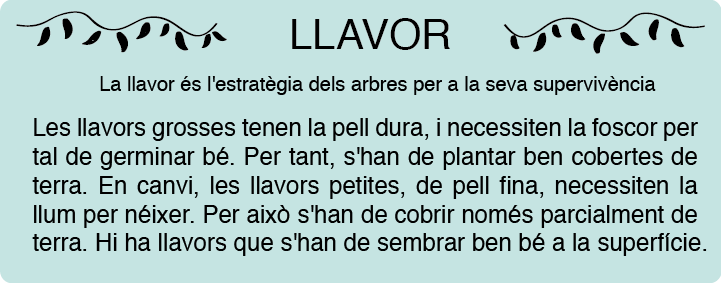 LLAVOR
La llavor és l'estratègia dels arbres per a la seva supervivència
Les llavors grosses tenen la pell dura, i necessiten la foscor per
tal de germinar bé. Per tant, s'han de plantar ben cobertes de
terra. En canvi, les llavors petites, de pell fina, necessiten la
llum per néixer. Per això s'han de cobrir només parcialment de
terra. Hi ha llavors que s'han de sembrar ben bé a la superfície.